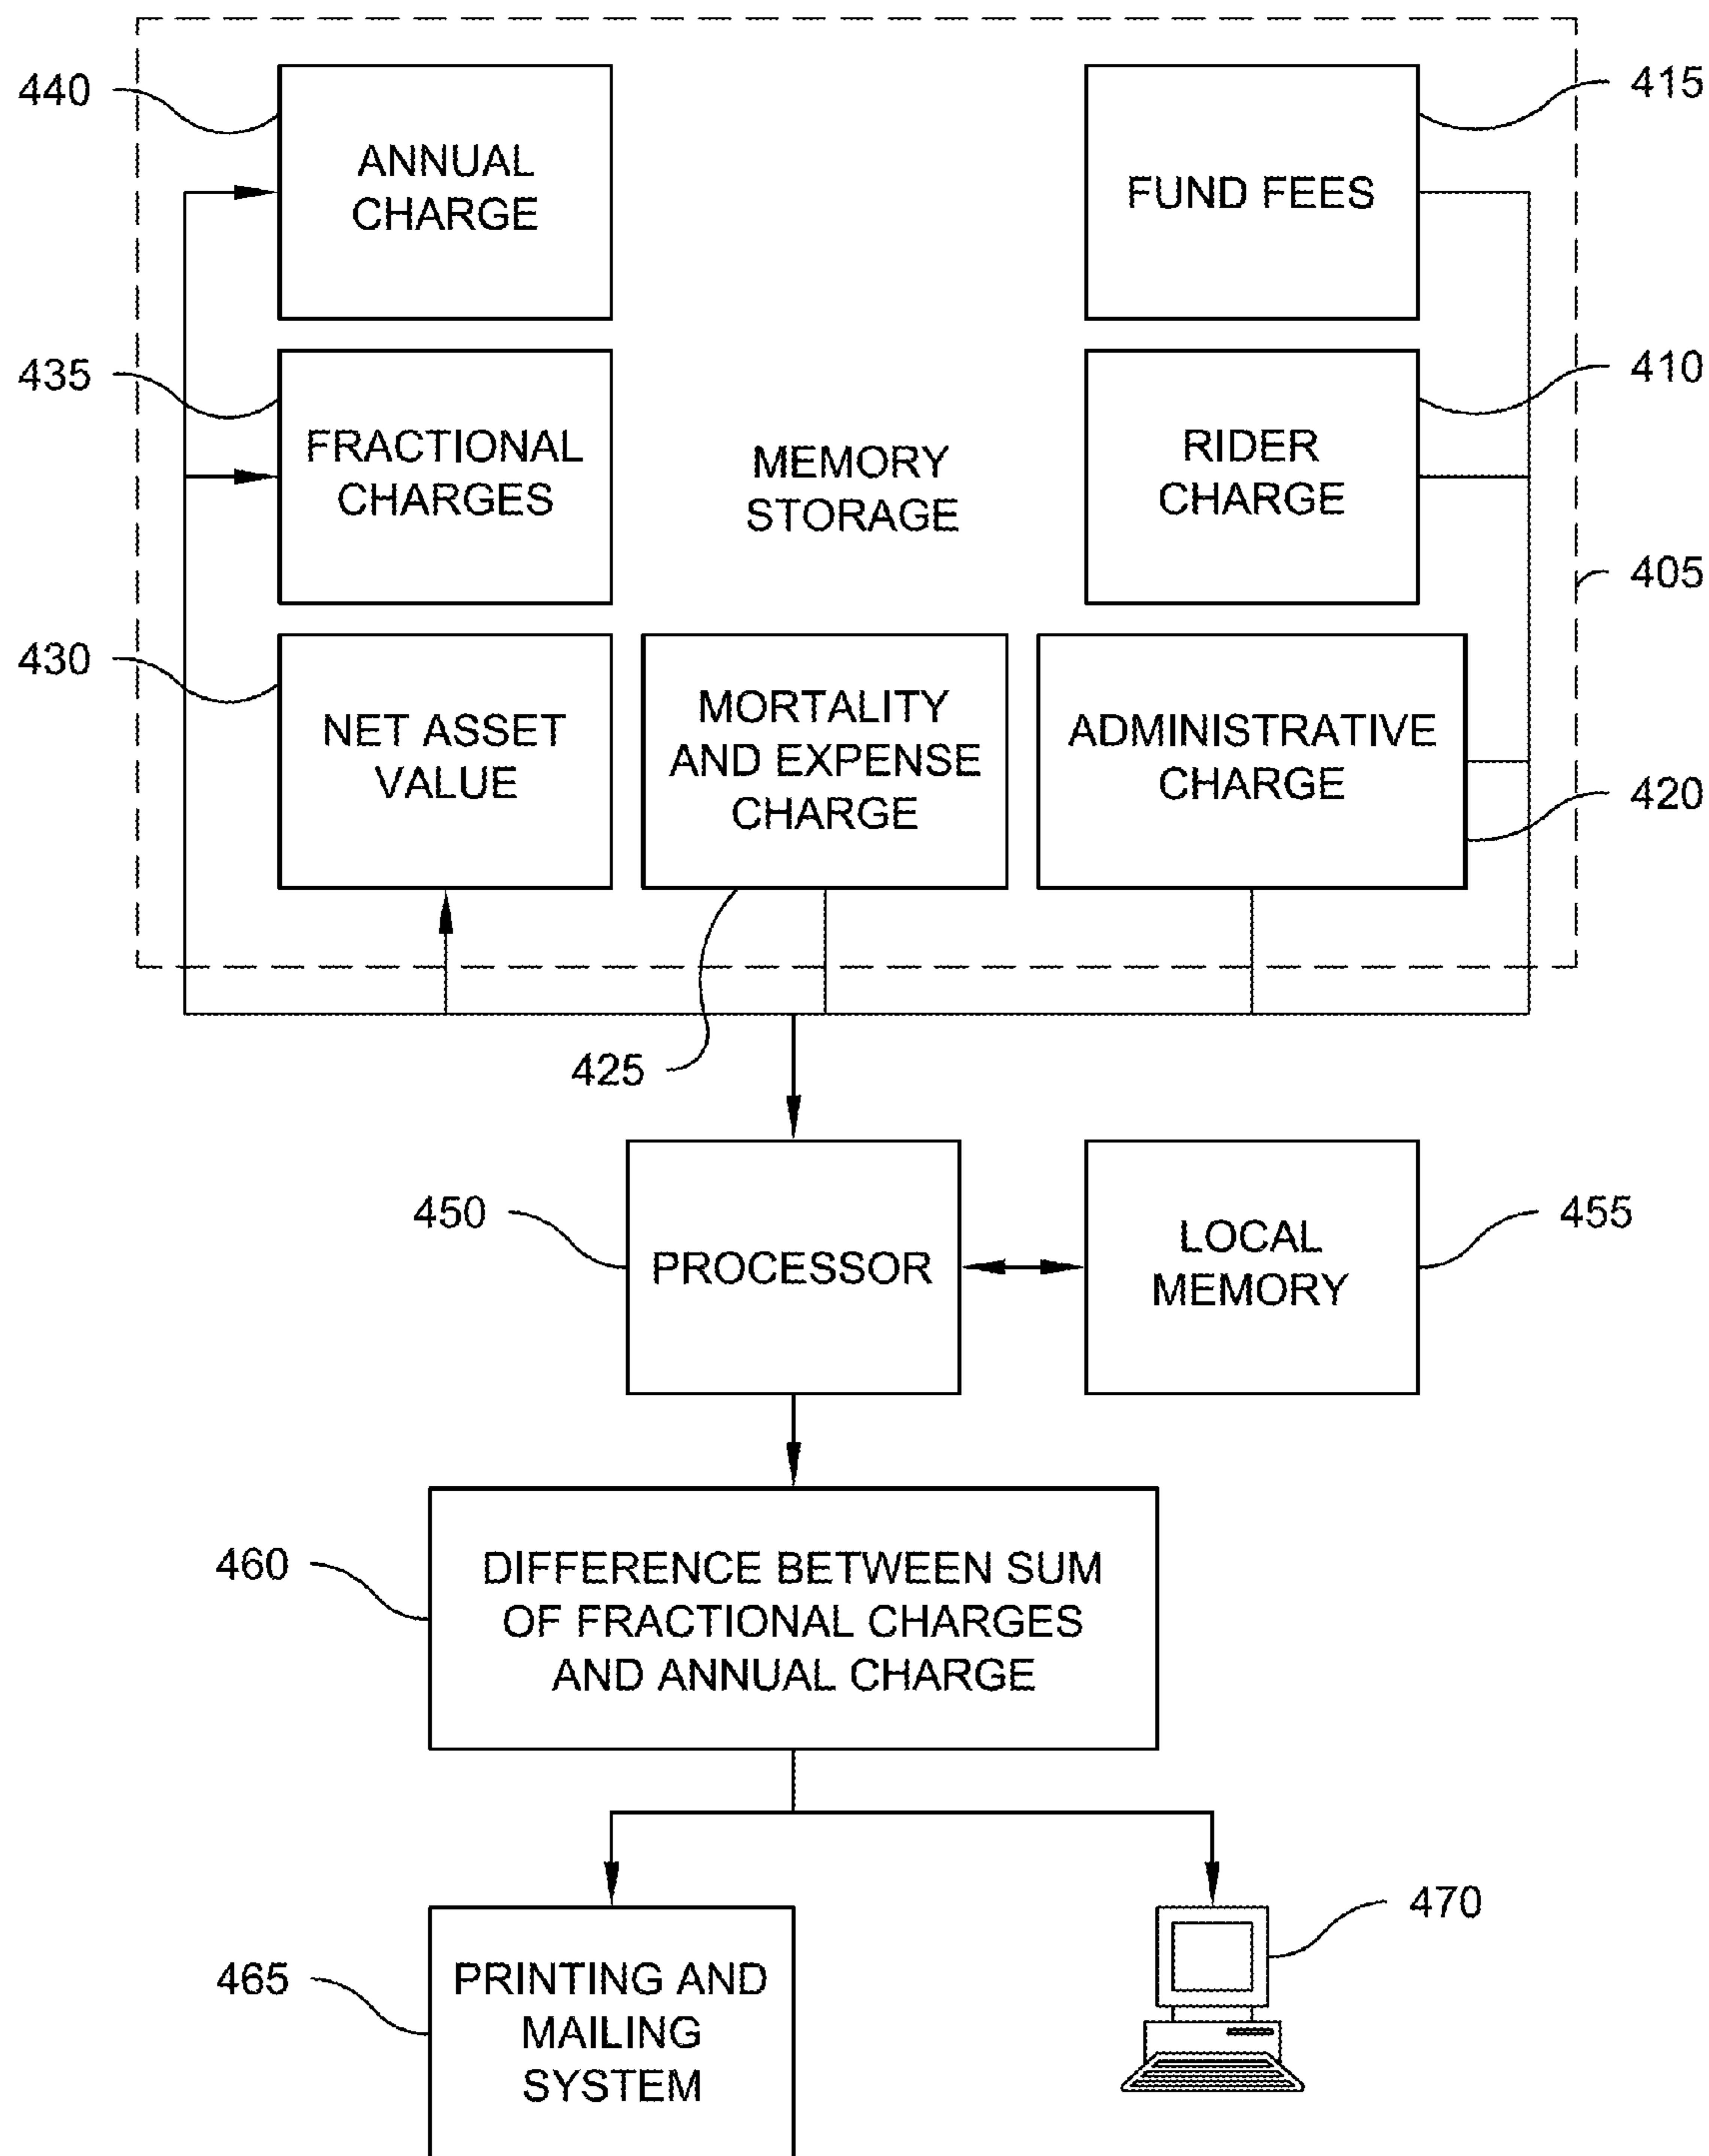 440
ANNUAL
CHARGE
415
FUND FEES
435
FRACTIONAL
CHARGES
MEMORY
STORAGE
410
RIDER
CHARGE
405
430
NET ASSET
VALUE
MORTALITY
AND EXPENSE
CHARGE
ADMINISTRATIVE
CHARGE
420
425
450
PROCESSOR
LOCAL
MEMORY
455
460
DIFFERENCE BETWEEN SUM
OF FRACTIONAL CHARGES
AND ANNUAL CHARGE
465
PRINTING AND
MAILING
SYSTEM
470